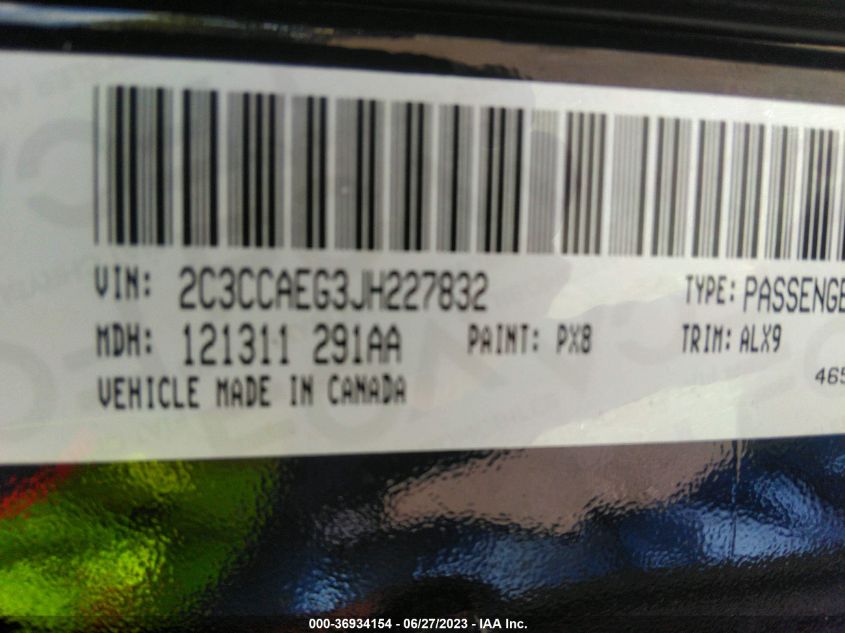 VIN: 2C3CCAEG3JH227832 TYPE: PASSENGE
MDH: 121311 291AA PAINT: PX8 TRIM: ALX9
VEHICLE MADE IN CANADA 465
000-36934154 - 06/27/2023 - IAA Inc.